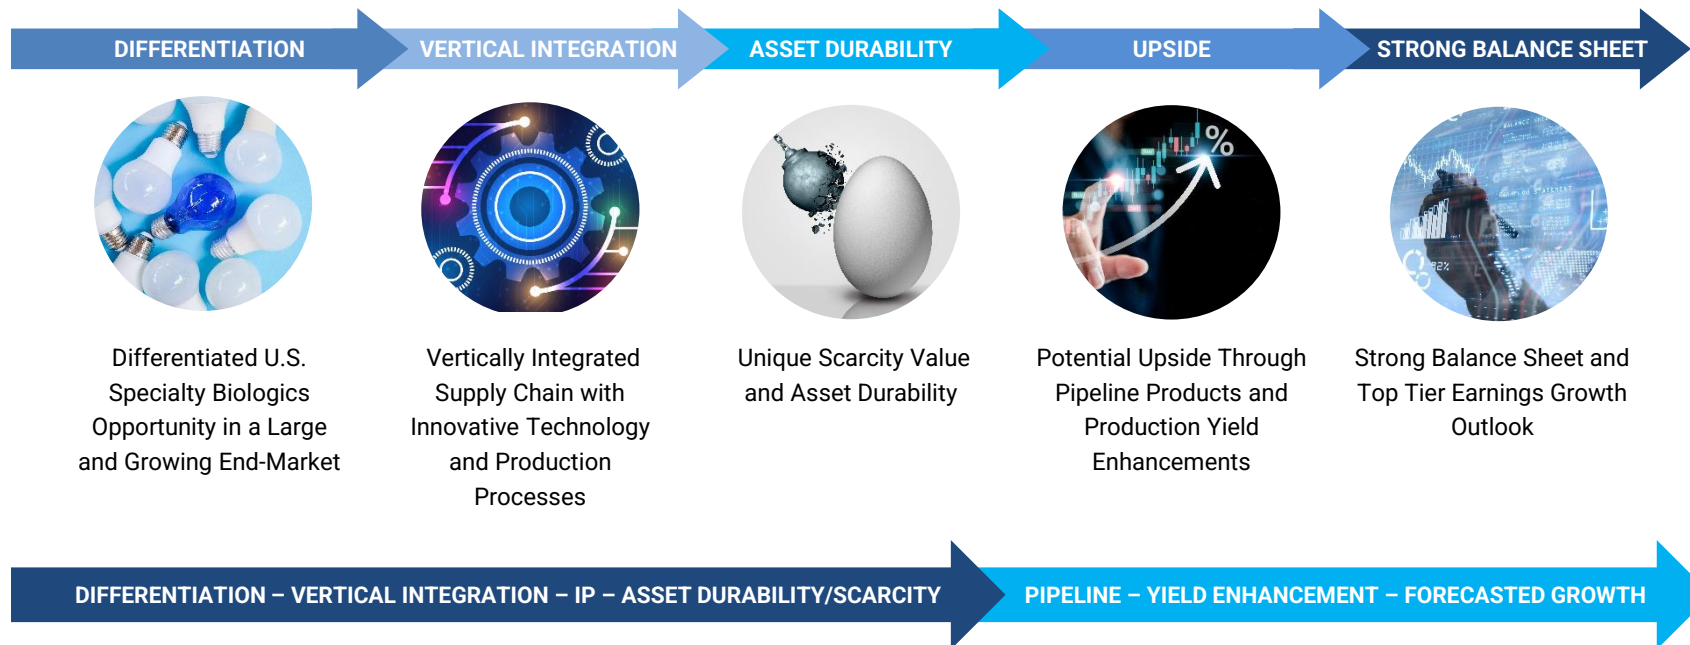 DIFFERENTIATION
VERTICAL INTEGRATION
ASSET DURABILITY
UPSIDE
STRONG BALANCE SHEET
%
Differentiated U.S.
Specialty Biologics
Opportunity in a Large
and Growing End-Market
Vertically Integrated
Supply Chain with
Innovative Technology
and Production
Processes
Unique Scarcity Value
and Asset Durability
Potential Upside Through
Pipeline Products and
Production Yield
Enhancements
Strong Balance Sheet and
Top Tier Earnings Growth
Outlook
DIFFERENTIATION – VERTICAL INTEGRATION – IP – ASSET DURABILITY/SCARCITY
PIPELINE – YIELD ENHANCEMENT – FORECASTED GROWTH